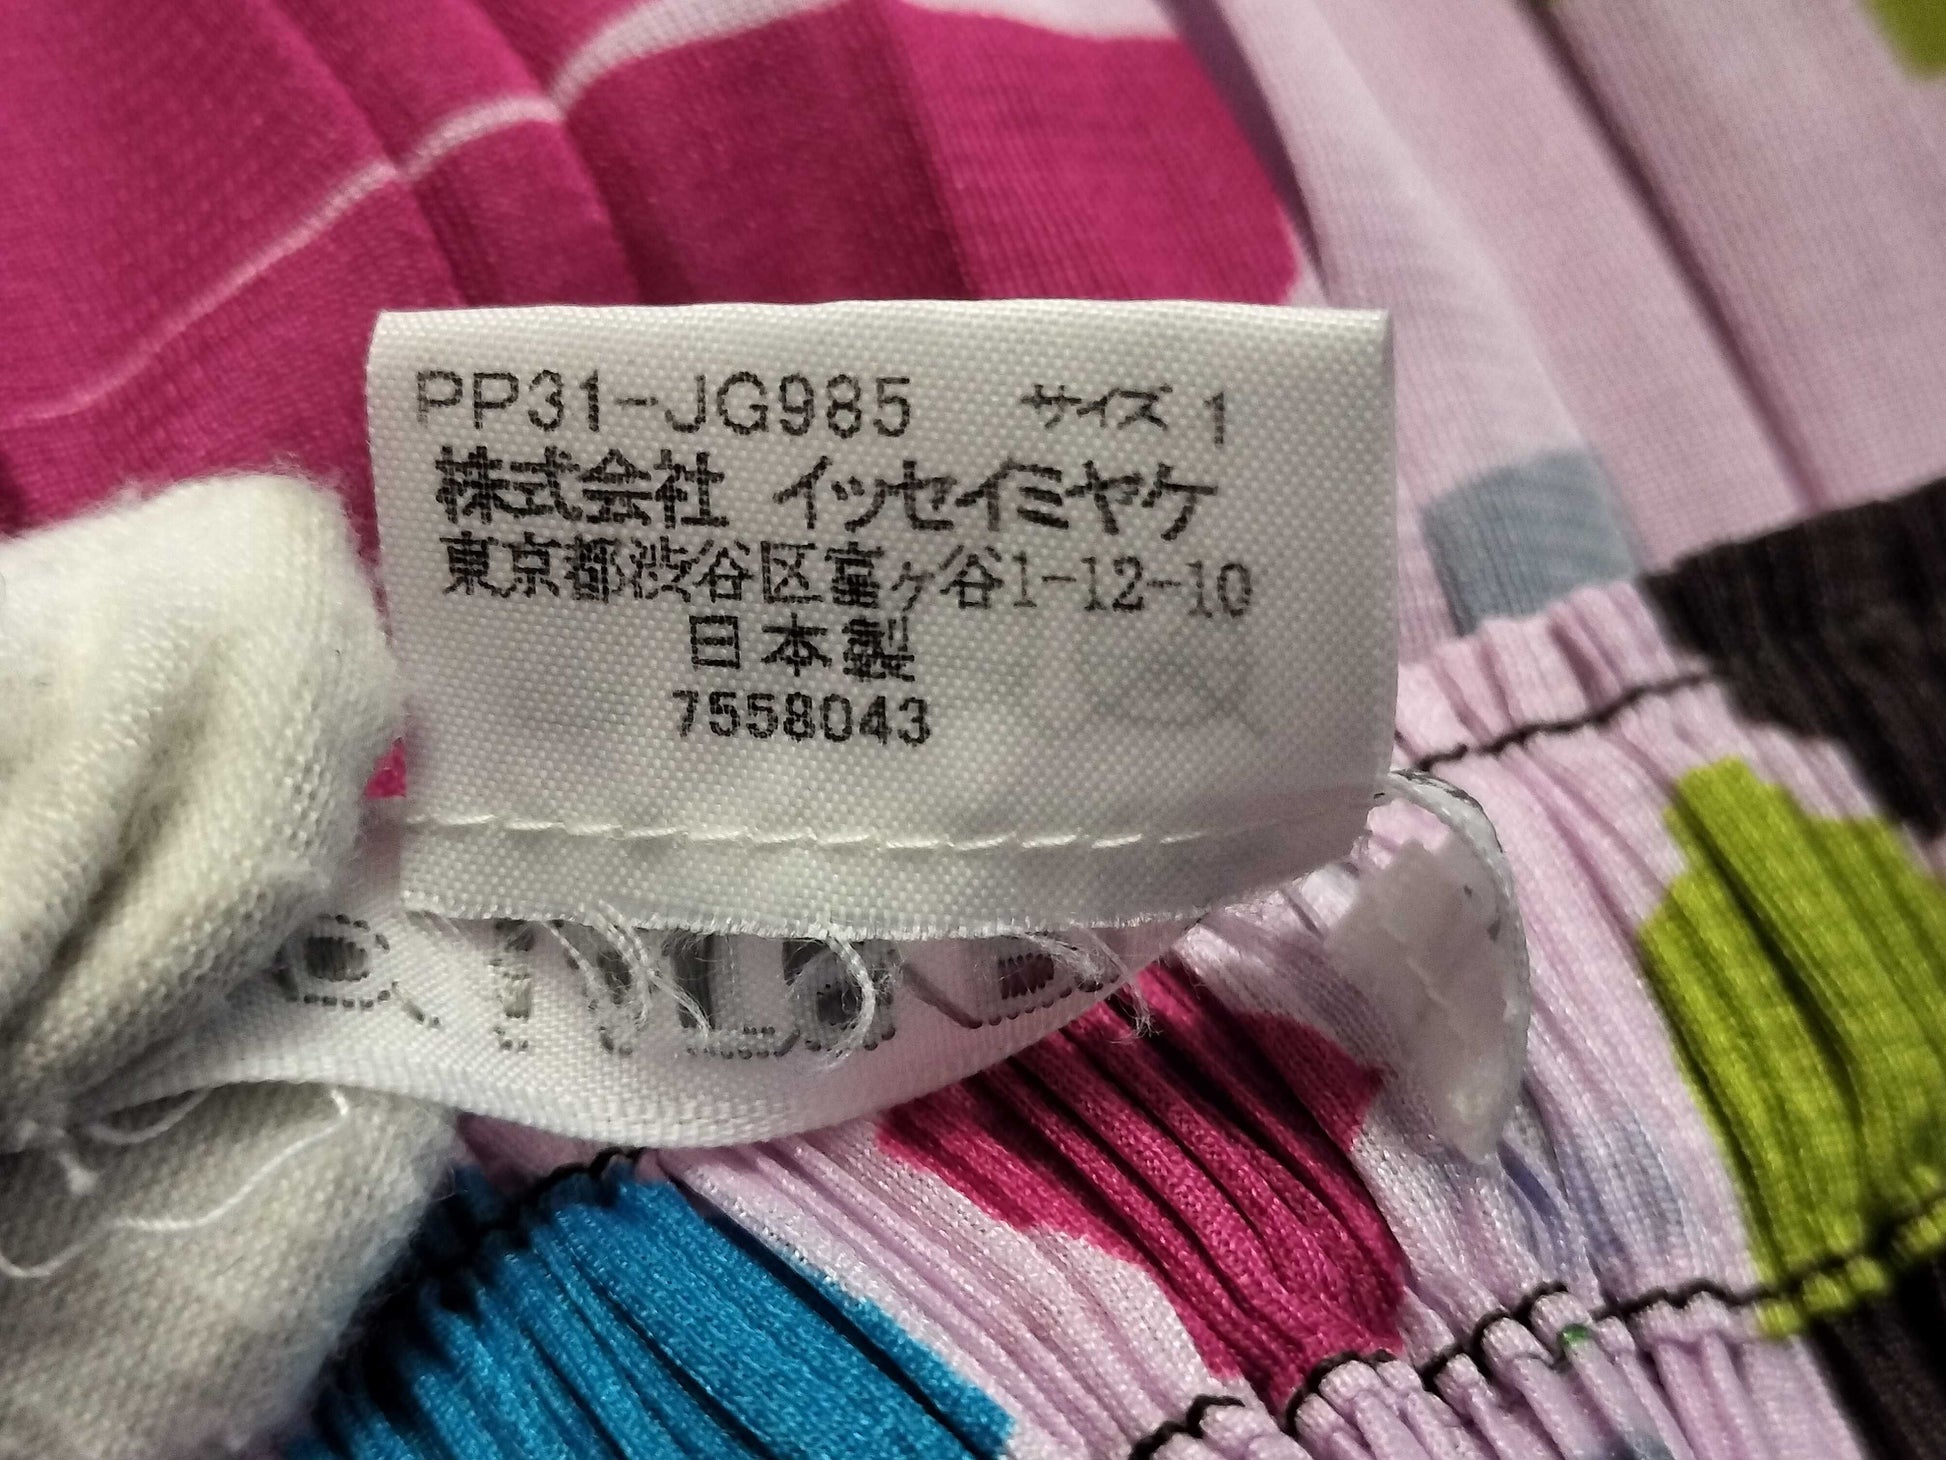 PP31-JG985 サイズ 1
株式会社 イッセイミヤケ
東京都渋谷区富ヶ谷1-12-10
日本製
7558043